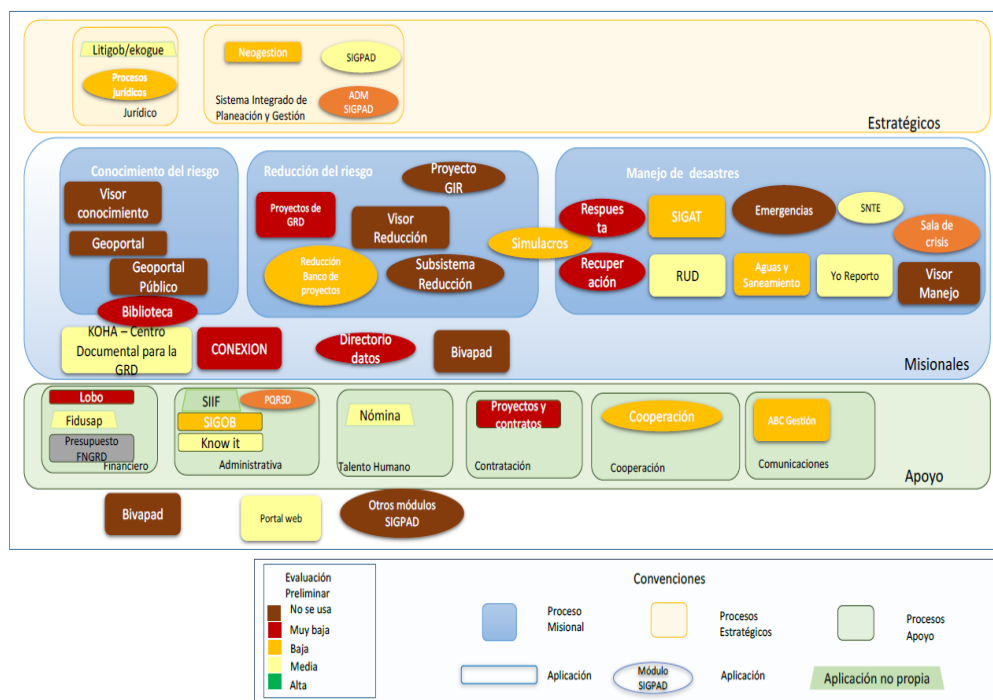 Litigob/ekogue
Procesos
jurídicos
Jurídico
Neogestion
SIGPAD
Sistema Integrado de
Planeación y Gestión
ADM
SIGPAD
Estratégicos
Conocimiento del riesgo
Visor
conocimiento
Geoportal
Geoportal
Público
Biblioteca
KOHA – Centro
Documental para la
GRD
CONEXION
Reducción del riesgo
Proyecto
GIR
Proyectos de
GRD
Visor
Reducción
Reducción
Banco de
proyectos
Subsistema
Reducción
Simulacros
Directorio
datos
Bivapad
Manejo de desastres
Respues
ta
SIGAT
Emergencias
SNTE
Sala de
crisis
Recuper
ación
RUD
Aguas y
Saneamiento
Yo Reporto
Visor
Manejo
Misionales
Lobo
Fidusap
Presupuesto
FNGRD
Financiero
SIIF
PQRSD
SIGOB
Know it
Administrativa
Nómina
Talento Humano
Proyectos y
contratos
Contratación
Cooperación
Cooperación
ABC Gestión
Comunicaciones
Apoyo
Bivapad
Portal web
Otros módulos
SIGPAD
Evaluación
Preliminar
No se usa
Muy baja
Baja
Media
Alta
Convenciones
Proceso
Misional
Procesos
Estratégicos
Procesos
Apoyo
Aplicación
Módulo
SIGPAD
Aplicación
Aplicación no propia